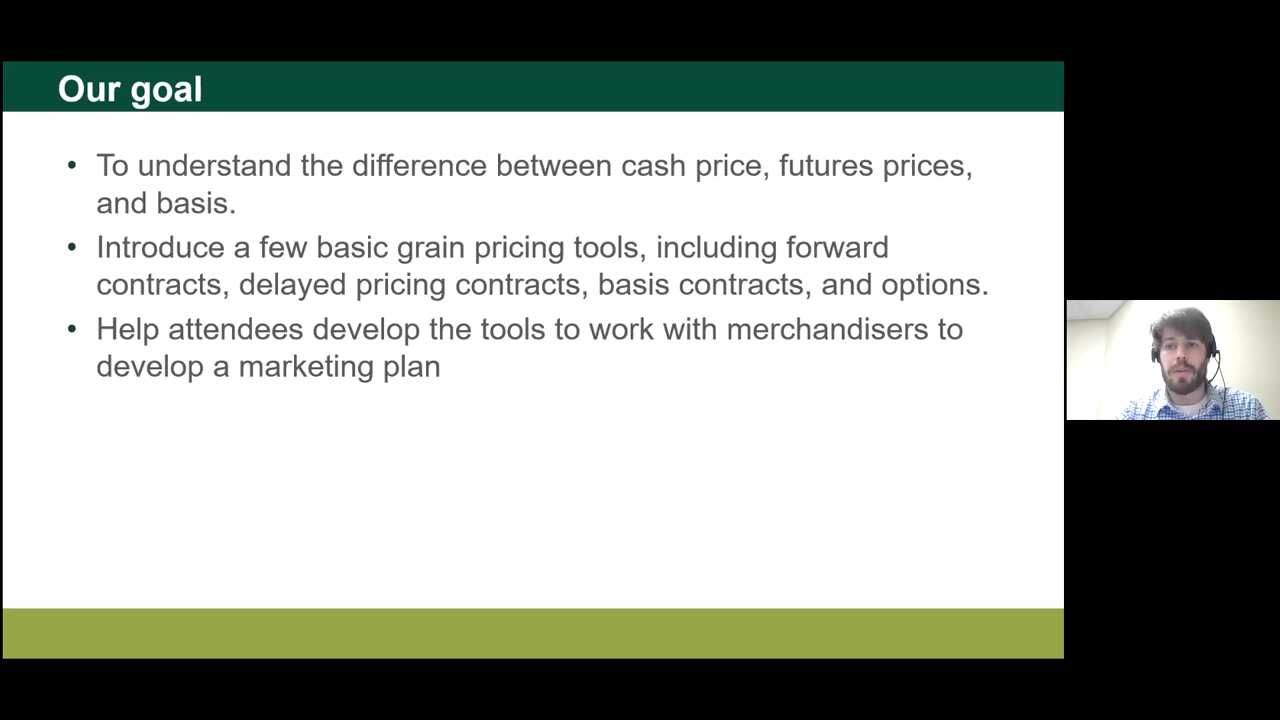 Our goal
• To understand the difference between cash price, futures prices,
and basis.
• Introduce a few basic grain pricing tools, including forward
contracts, delayed pricing contracts, basis contracts, and options.
• Help attendees develop the tools to work with merchandisers to
develop a marketing plan